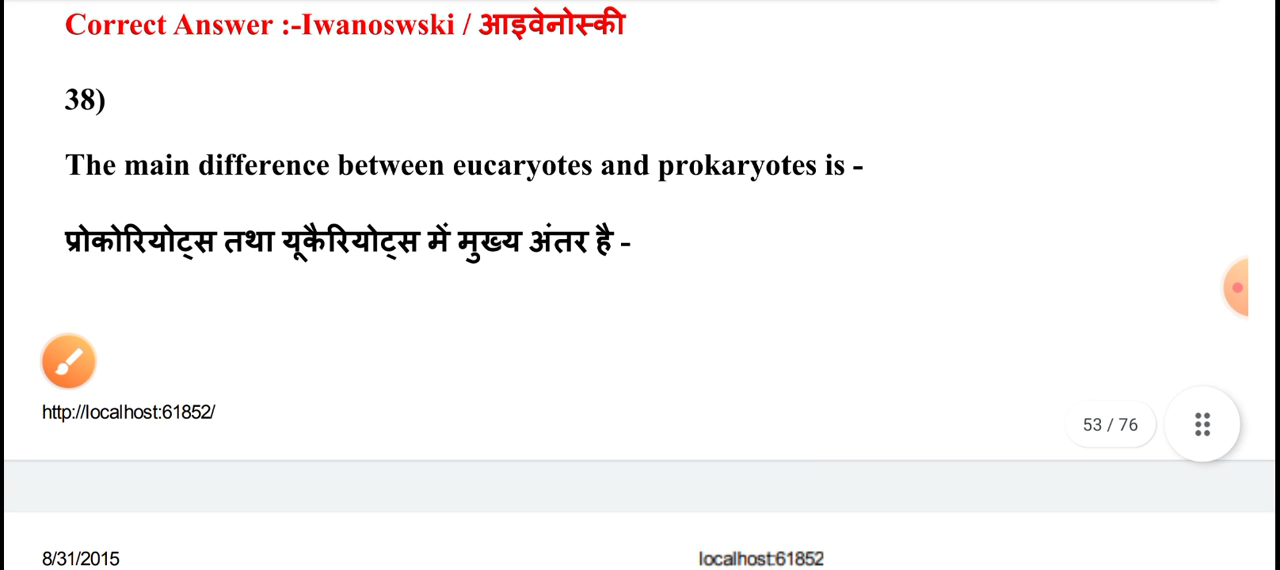 Correct Answer :-Iwanoswski / आइवेनोस्की
38)
The main difference between eucaryotes and prokaryotes is -
प्रोकोरियोट्स तथा यूकैरियोट्स में मुख्य अंतर है -
http://localhost:61852/
53 / 76
8/31/2015
localhost:61852